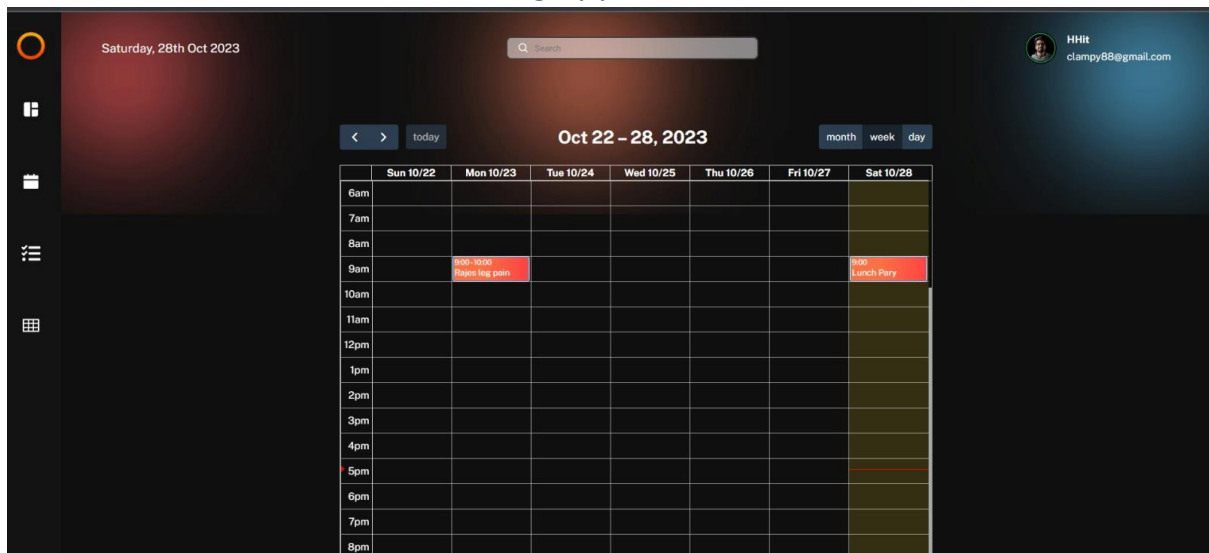 Saturday, 28th Oct 2023
Search
HHit
clampy88@gmail.com
today
Oct 22 – 28, 2023
month week day
Sun 10/22 Mon 10/23 Tue 10/24 Wed 10/25 Thu 10/26 Fri 10/27 Sat 10/28
6am
7am
8am
9am
9:00-10:00
Rajes leg pain
9:00
Lunch Pary
10am
11am
12pm
1pm
2pm
3pm
4pm
5pm
6pm
7pm
8pm